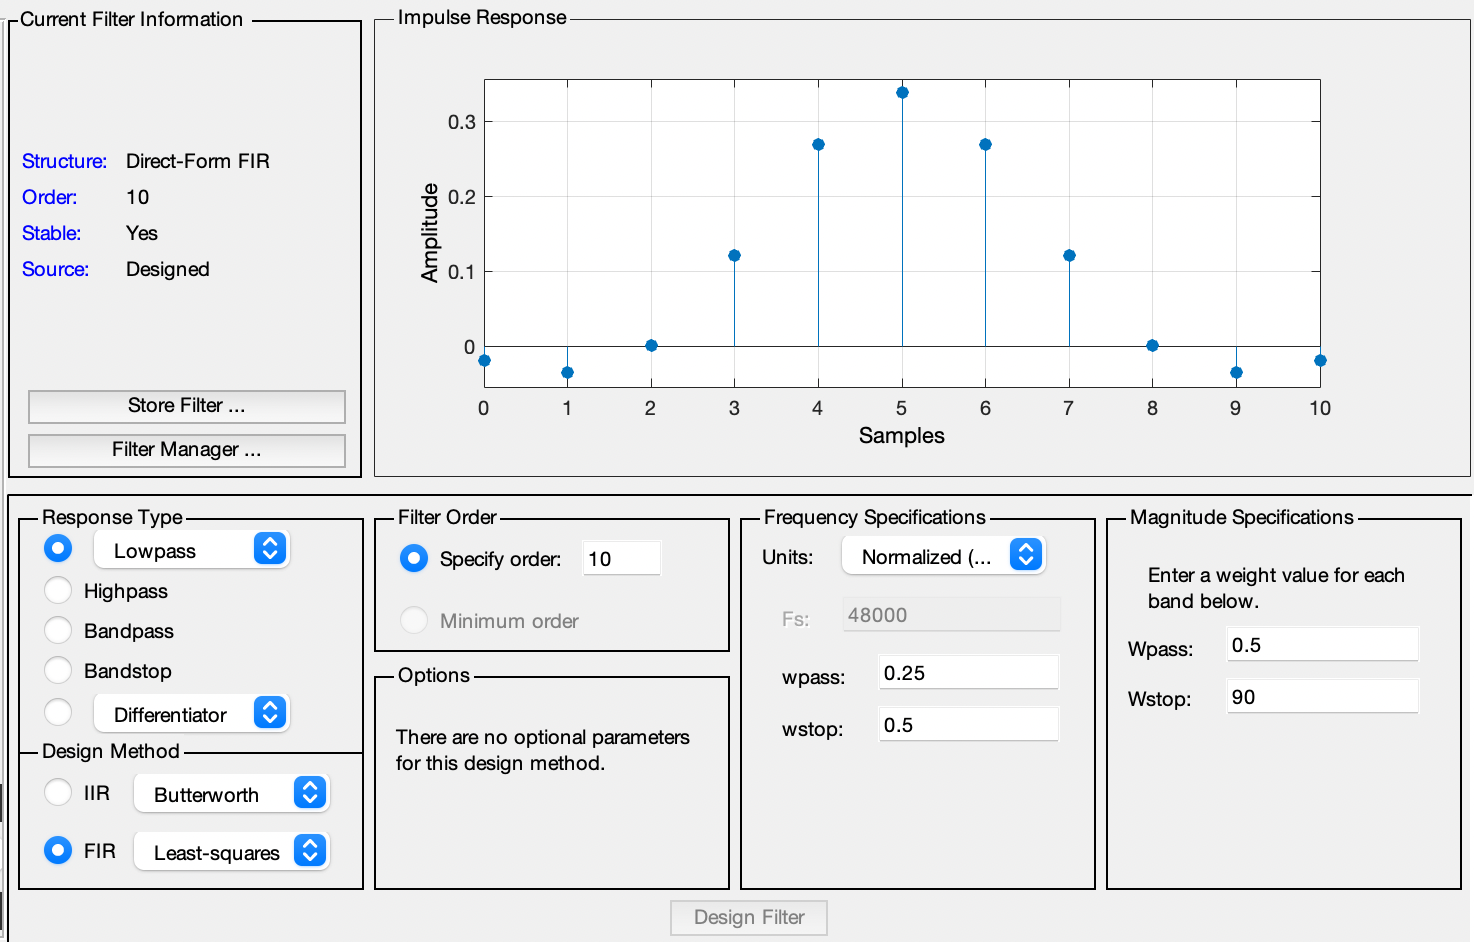 Current Filter Information
Structure: Direct-Form FIR
Order: 10
Stable: Yes
Source: Designed
Store Filter ...
Filter Manager ...
Impulse Response
Amplitude
0.3
0.2
0.1
0
0 1 2 3 4 5 6 7 8 9 10
Samples
Response Type
Lowpass
Highpass
Bandpass
Bandstop
Differentiator
Design Method
IIR Butterworth
FIR Least-squares
Filter Order
Specify order: 10
Minimum order
Options
There are no optional parameters
for this design method.
Frequency Specifications
Units: Normalized (...
Fs: 48000
wpass: 0.25
wstop: 0.5
Magnitude Specifications
Enter a weight value for each
band below.
Wpass: 0.5
Wstop: 90
Design Filter